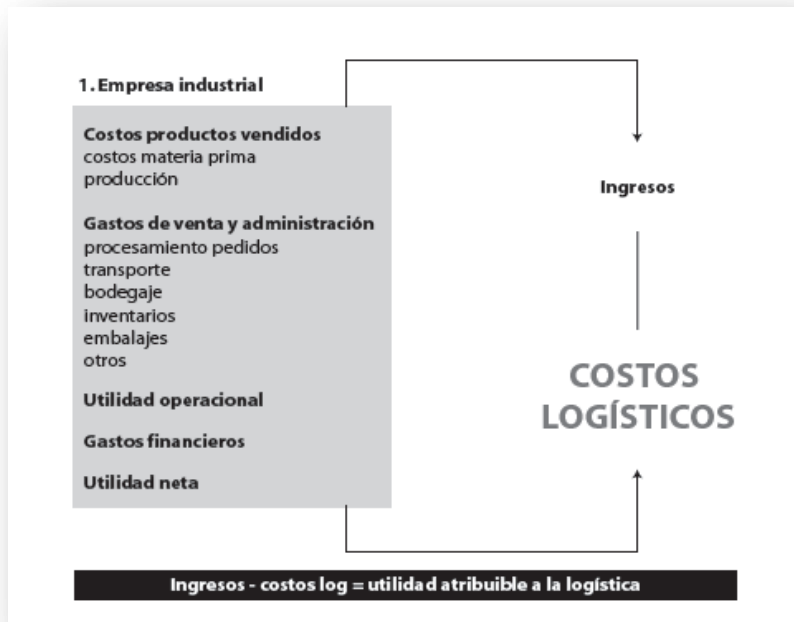 1. Empresa industrial
Costos productos vendidos
costos materia prima
producción
Gastos de venta y administración
procesamiento pedidos
transporte
bodegaje
inventarios
embalajes
otros
Utilidad operacional
Gastos financieros
Utilidad neta
Ingresos
COSTOS
LOGÍSTICOS
Ingresos - costos log = utilidad atribuible a la logística